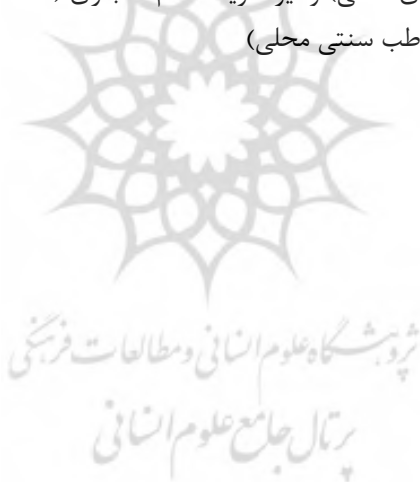 طب سنتی محلی)
پژوهشگاه علوم انسانی و مطالعات فرهنگی
پرتال جامع علوم انسانی